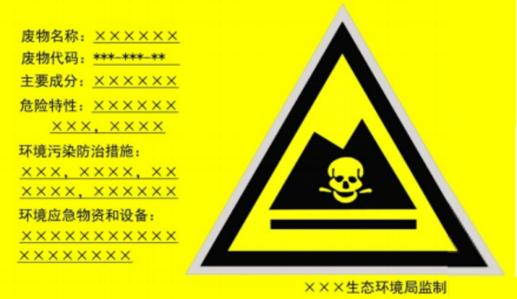 废物名称：××××××
废物代码：***-***-**
主要成分：××××××
危险特性：××××××
×××，××××
环境污染防治措施：
×××，××××，××
××××，××××××
环境应急物资和设备：
×××××××××××
××××××××
×××生态环境局监制